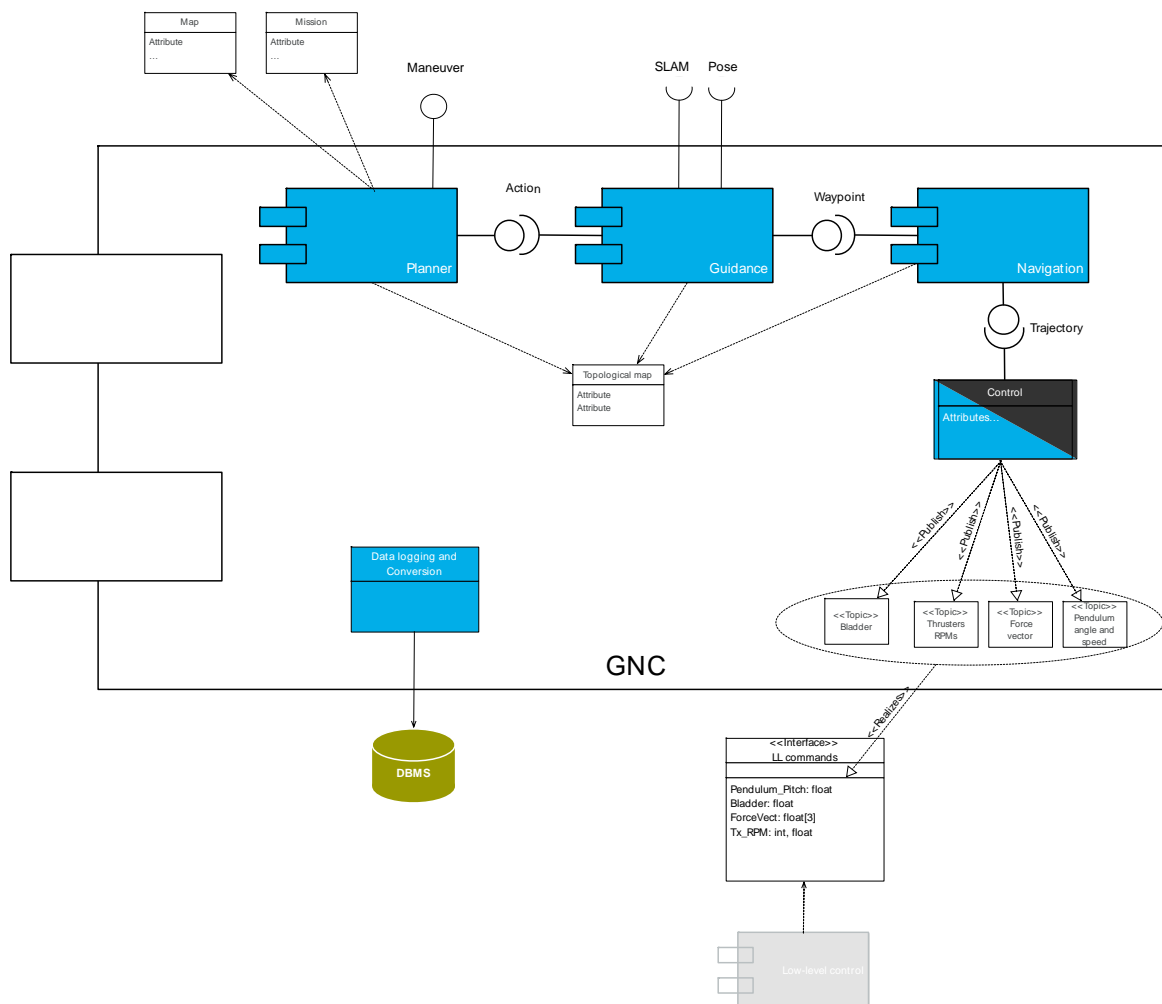 Map
Attribute
...
Mission
Attribute
...
Maneuver
SLAM
Pose
Action
Waypoint
Planner
Guidance
Navigation
Trajectory
Topological map
Attribute
Attribute
Control
Attributes...
<<Publish>>
<<Publish>>
<<Publish>>
<<Publish>>
Data logging and
Conversion
<<Topic>>
Bladder
<<Topic>>
Thrusters
RPMs
<<Topic>>
Force
vector
<<Topic>>
Pendulum
angle and
speed
GNC
<<Realizes>>
DBMS
<<Interface>>
LL commands
Pendulum_Pitch: float
Bladder: float
ForceVect: float[3]
Tx_RPM: int, float
Low-level control